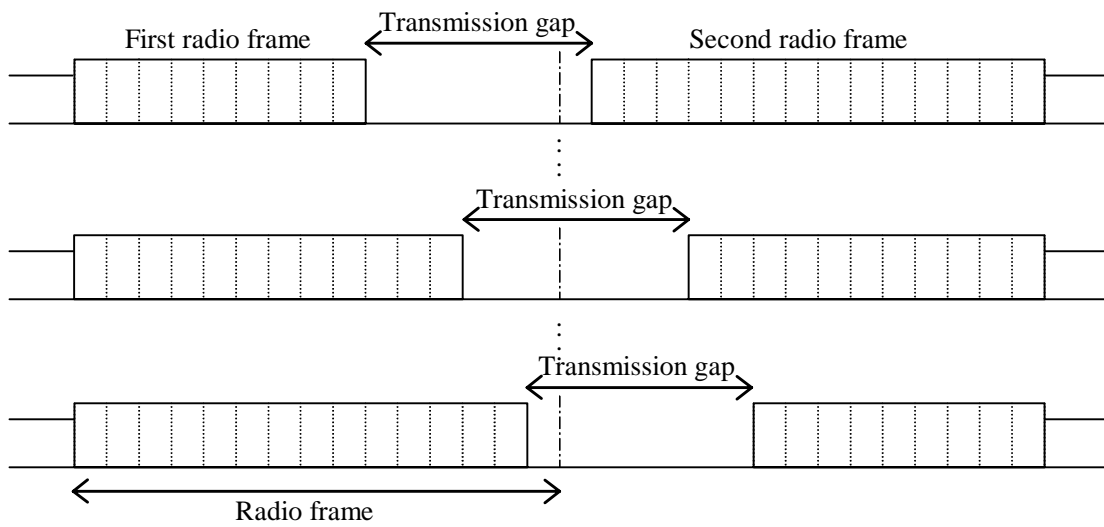 Transmission gap
First radio frame
Second radio frame
Transmission gap
Transmission gap
Radio frame